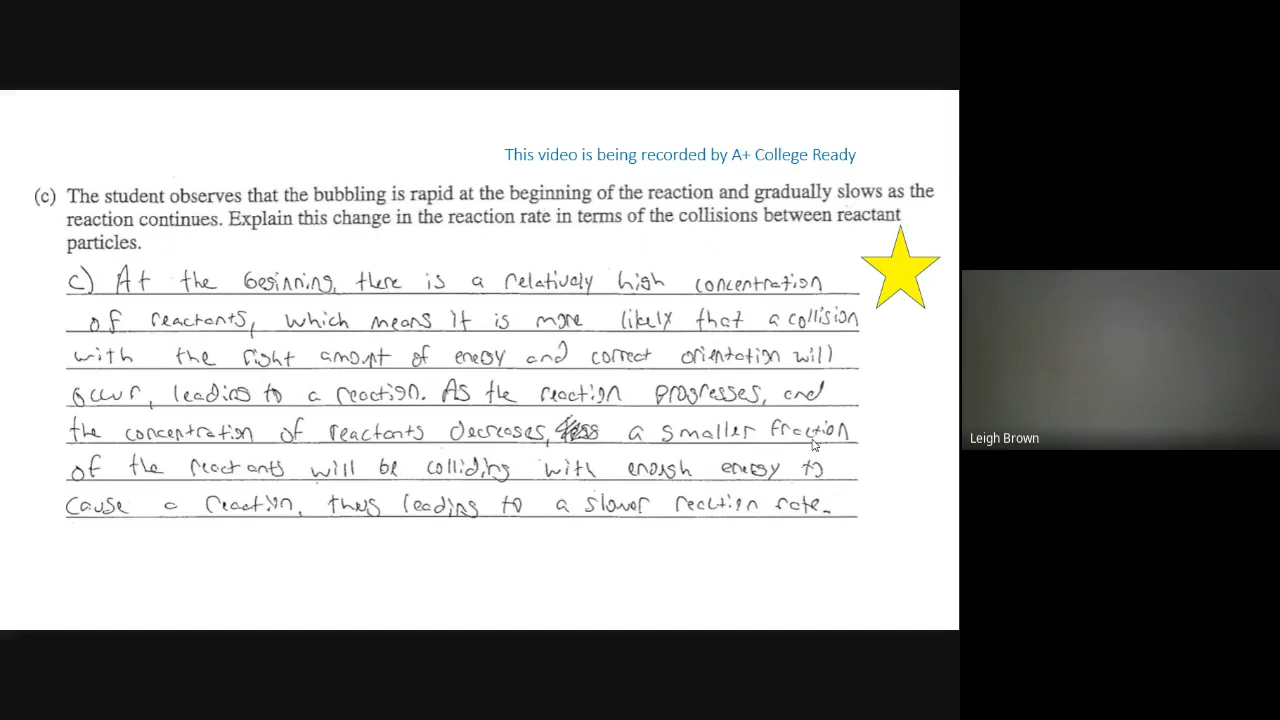 This video is being recorded by A+ College Ready
(c) The student observes that the bubbling is rapid at the beginning of the reaction and gradually slows as the
reaction continues. Explain this change in the reaction rate in terms of the collisions between reactant
particles.
c) At the beginning, there is a relatively high concentration
of reactants, which means it is more likely that a collision
with the right amount of energy and correct orientation will
occur, leading to a reaction. As the reaction progresses, and
the concentration of reactants decreases, a smaller fraction
of the reactants will be colliding with enough energy to
cause a reaction, thus leading to a slower reaction rate.
Leigh Brown